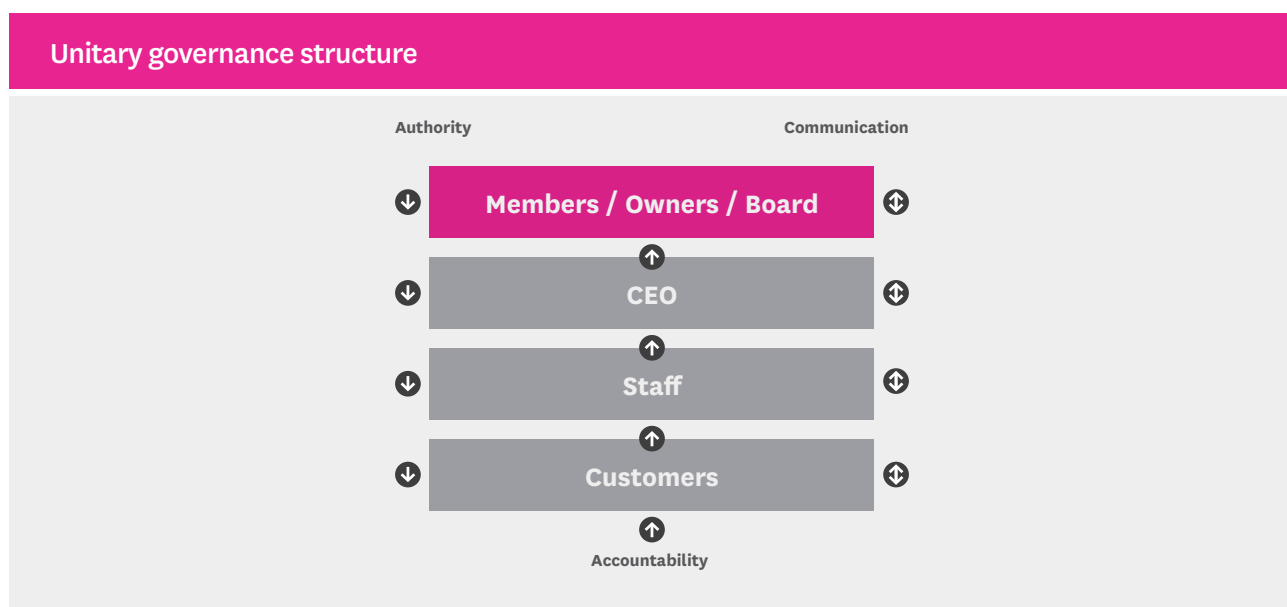 Unitary governance structure
Authority
Communication
Members / Owners / Board
CEO
Staff
Customers
Accountability